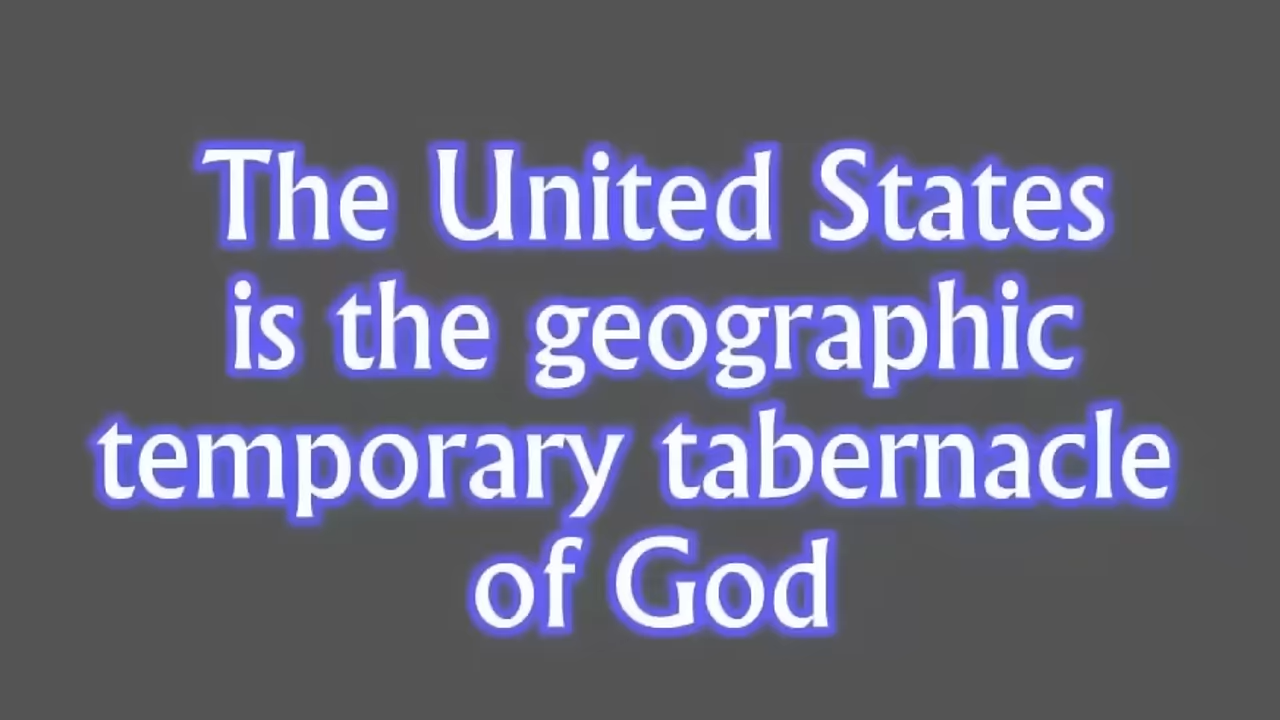 The United States
is the geographic
temporary tabernacle
of God